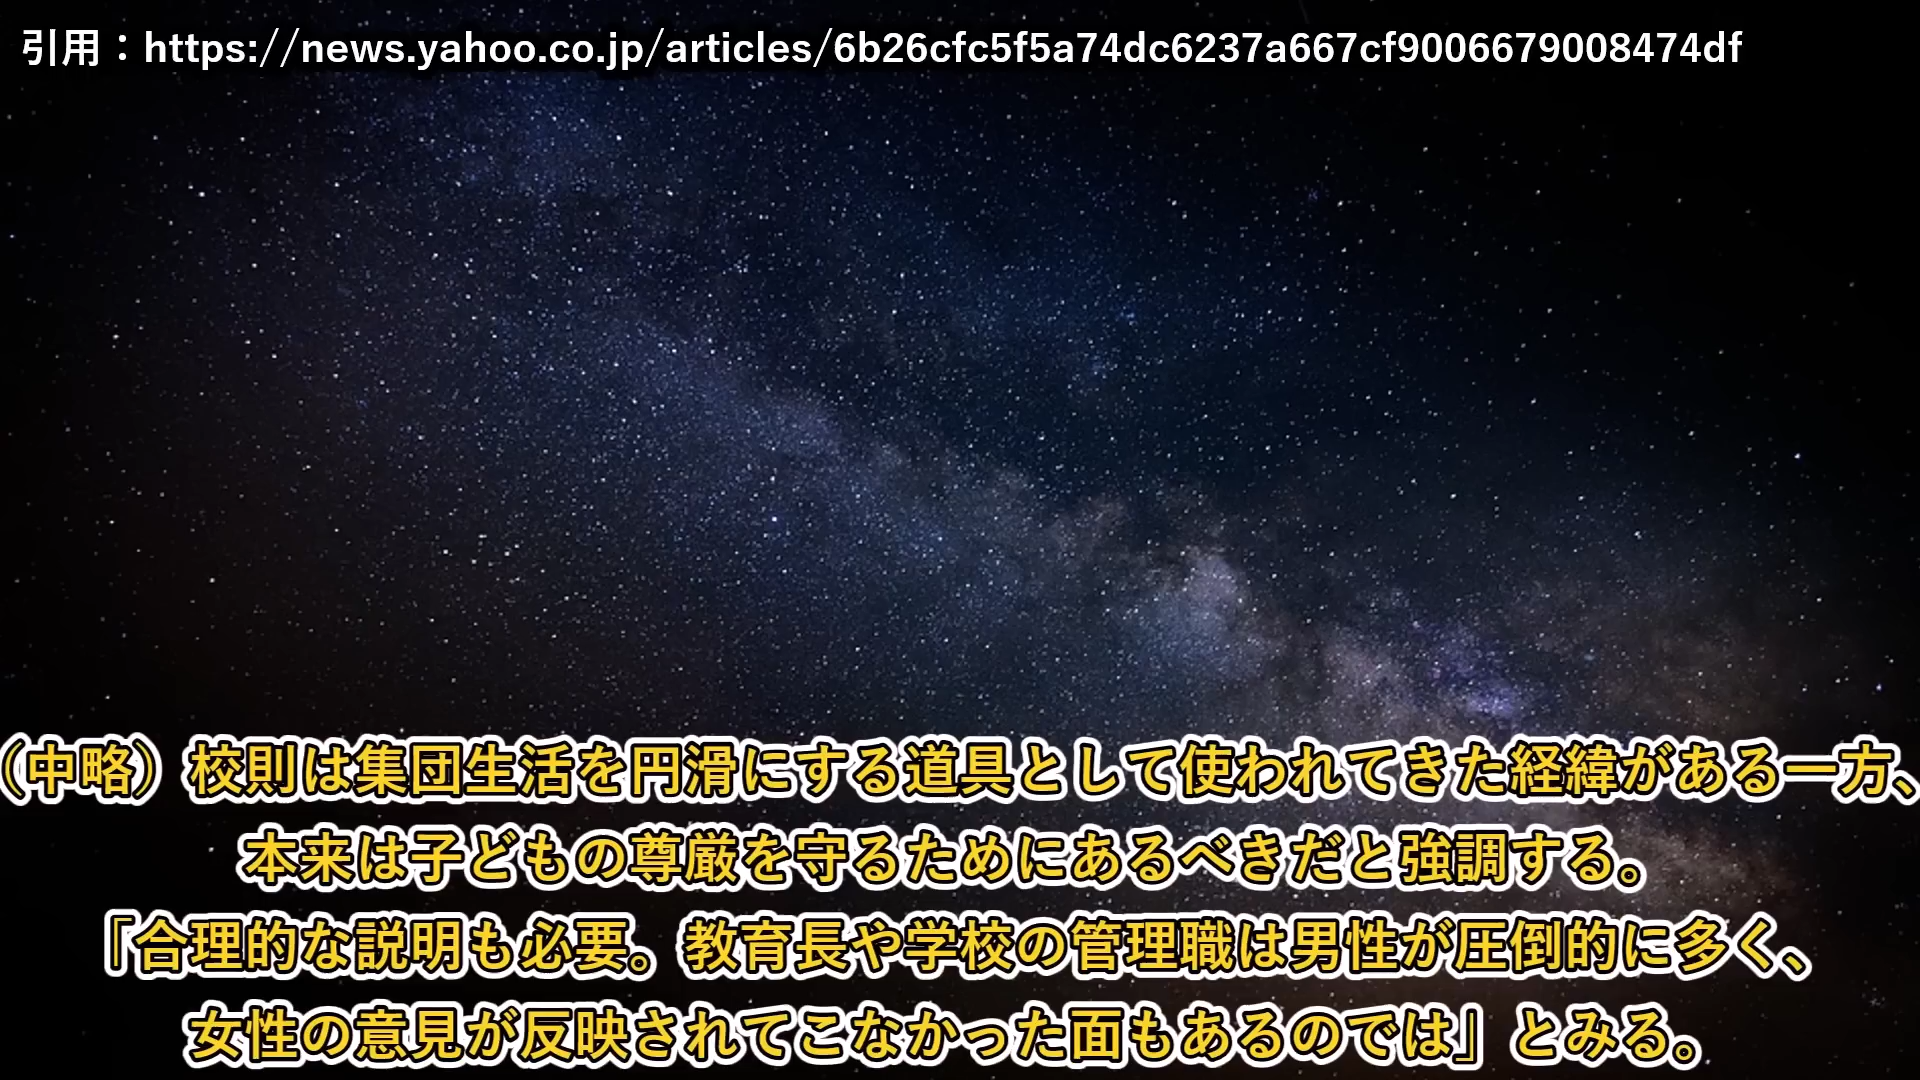 引用：https://news.yahoo.co.jp/articles/6b26cfc5f5a74dc6237a667cf9006679008474df
（中略）校則は集団生活を円滑にする道具として使われてきた経緯がある一方、
本来は子どもの尊厳を守るためにあるべきだと強調する。
「合理的な説明も必要。教育長や学校の管理職は男性が圧倒的に多く、
女性の意見が反映されてこなかった面もあるのでは」とみる。